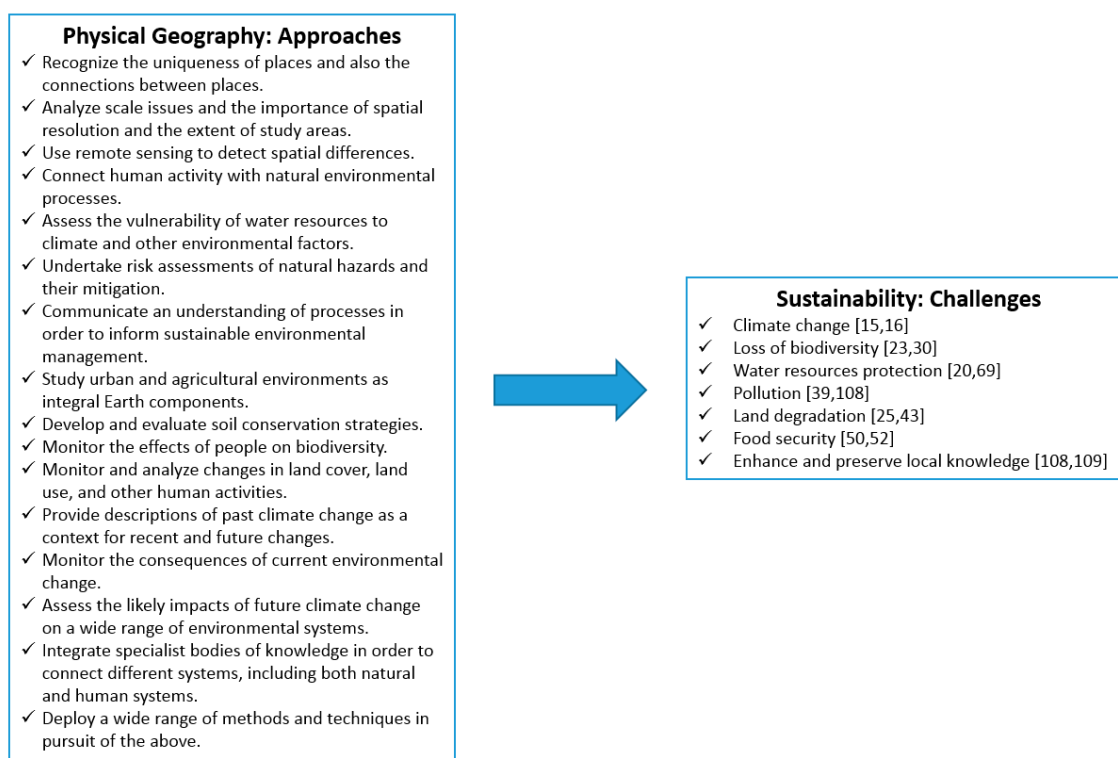 Physical Geography: Approaches
✓ Recognize the uniqueness of places and also the
connections between places.
✓ Analyze scale issues and the importance of spatial
resolution and the extent of study areas.
✓ Use remote sensing to detect spatial differences.
✓ Connect human activity with natural environmental
processes.
✓ Assess the vulnerability of water resources to
climate and other environmental factors.
✓ Undertake risk assessments of natural hazards and
their mitigation.
✓ Communicate an understanding of processes in
order to inform sustainable environmental
management.
✓ Study urban and agricultural environments as
integral Earth components.
✓ Develop and evaluate soil conservation strategies.
✓ Monitor the effects of people on biodiversity.
✓ Monitor and analyze changes in land cover, land
use, and other human activities.
✓ Provide descriptions of past climate change as a
context for recent and future changes.
✓ Monitor the consequences of current environmental
change.
✓ Assess the likely impacts of future climate change
on a wide range of environmental systems.
✓ Integrate specialist bodies of knowledge in order to
connect different systems, including both natural
and human systems.
✓ Deploy a wide range of methods and techniques in
pursuit of the above.
Sustainability: Challenges
✓ Climate change [15,16]
✓ Loss of biodiversity [23,30]
✓ Water resources protection [20,69]
✓ Pollution [39,108]
✓ Land degradation [25,43]
✓ Food security [50,52]
✓ Enhance and preserve local knowledge [108,109]